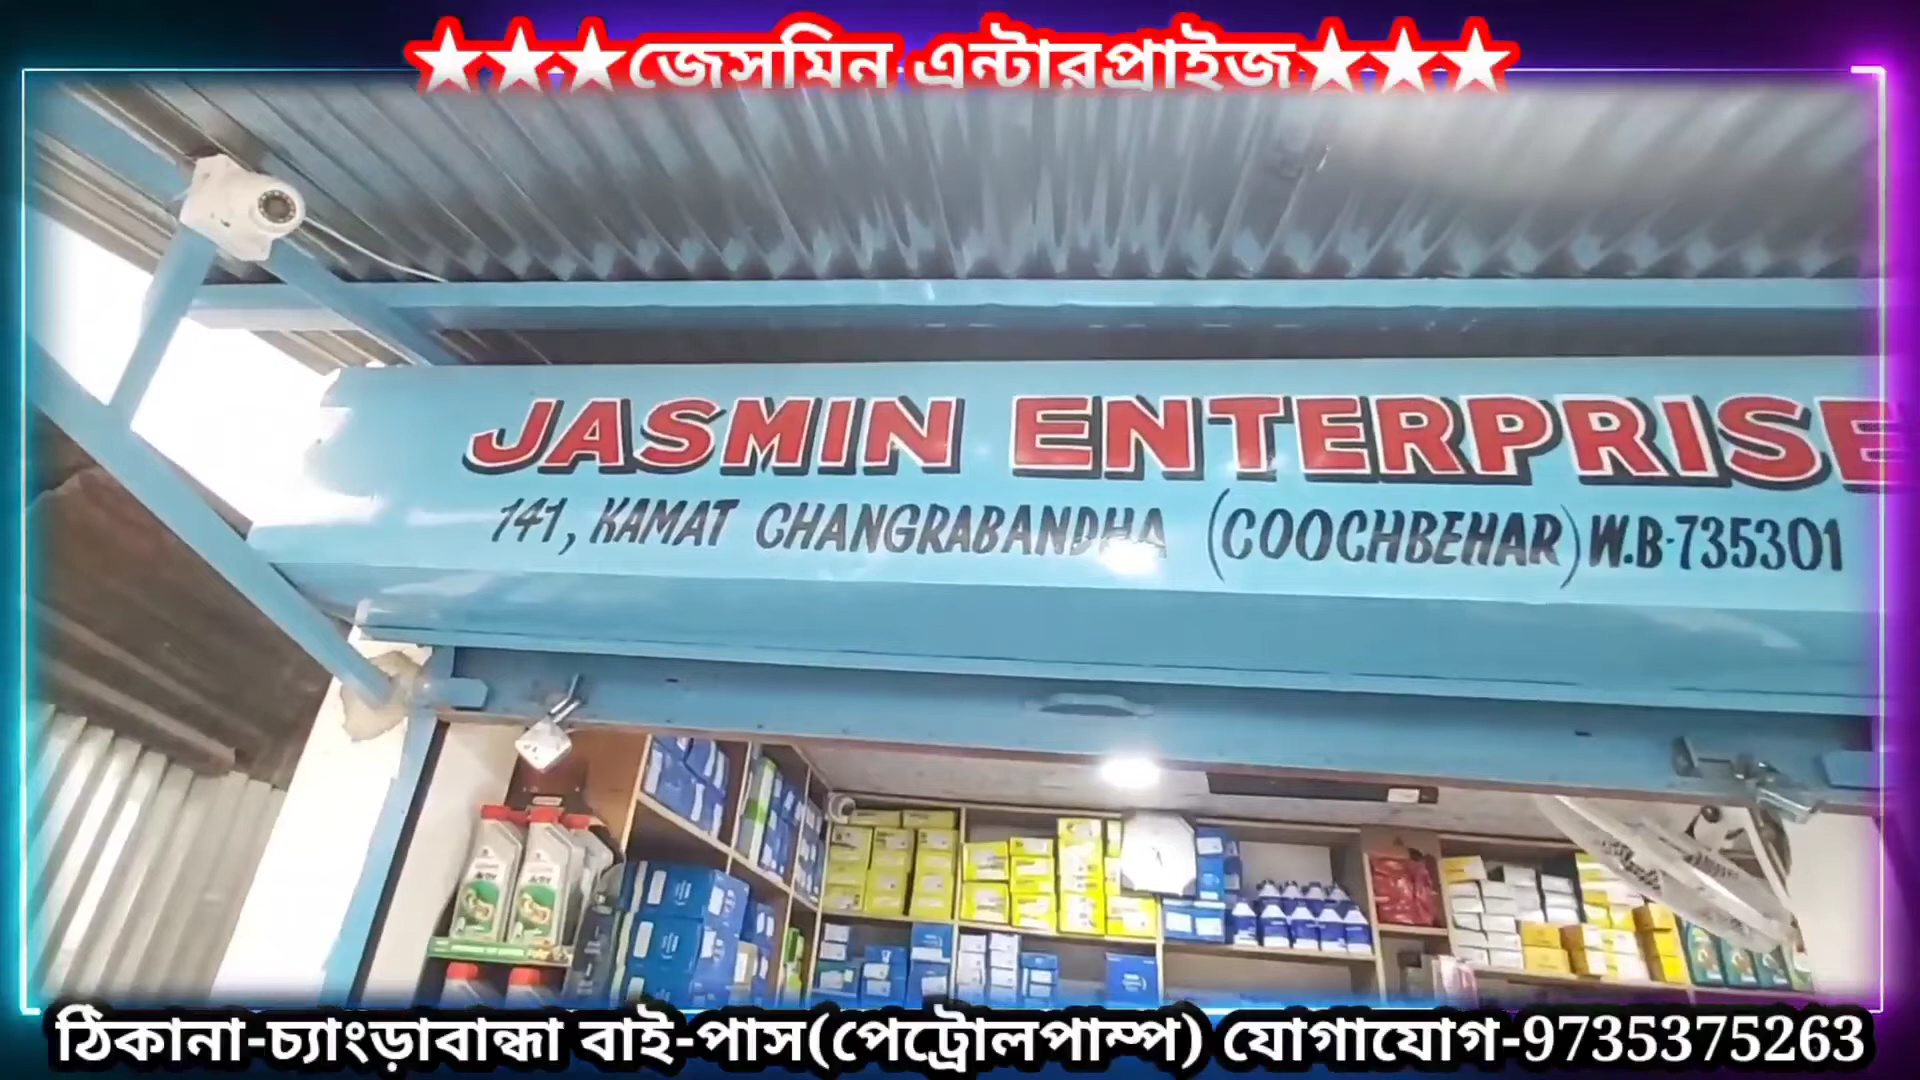 ★★★জেসমিন এন্টারপ্রাইজ★★★
JASMIN ENTERPRISE
141, KAMAT CHANGRABANDHA (COOCHBEHAR) W.B-735301
ঠিকানা-চ্যাংড়াবান্ধা বাই-পাস(পেট্রোলপাম্প) যোগাযোগ-9735375263